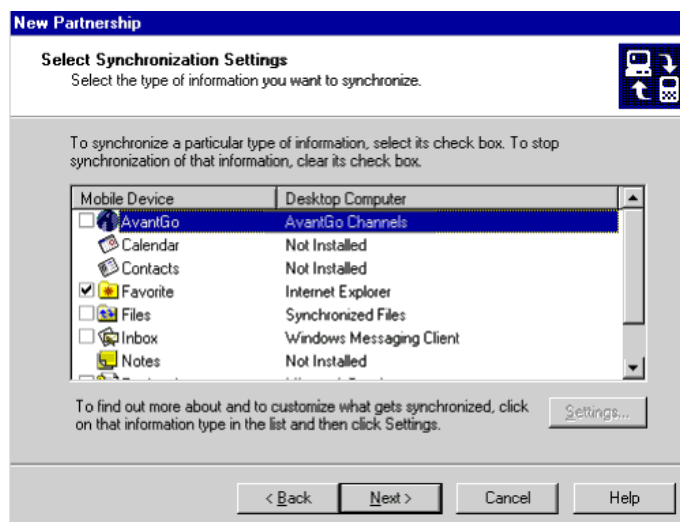 New Partnership
Select Synchronization Settings
Select the type of information you want to synchronize.
To synchronize a particular type of information, select its check box. To stop
synchronization of that information, clear its check box.
Mobile Device Desktop Computer
AvantGo AvantGo Channels
Calendar Not Installed
Contacts Not Installed
Favorite Internet Explorer
Files Synchronized Files
Inbox Windows Messaging Client
Notes Not Installed
To find out more about and to customize what gets synchronized, click
on that information type in the list and then click Settings.
Settings...
< Back Next > Cancel Help